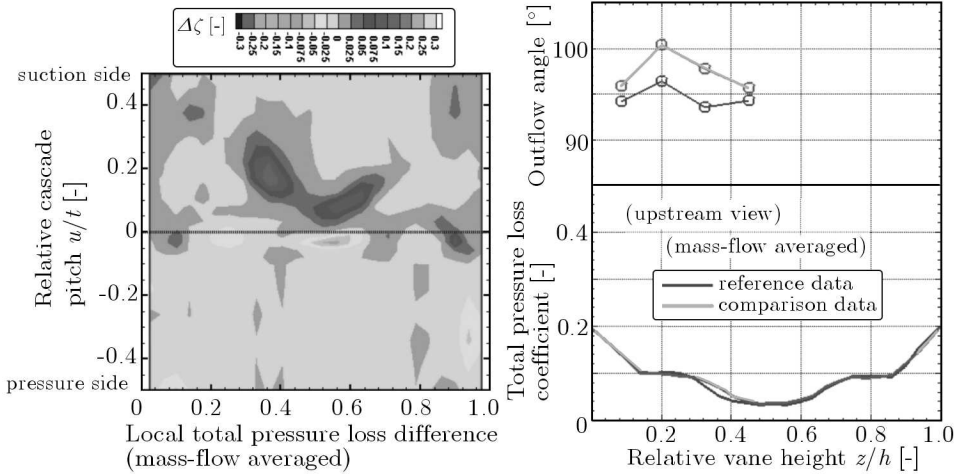 Δζ [-]
-0.3
-0.25
-0.2
-0.15
-0.1
-0.075
-0.05
-0.025
0
0.025
0.05
0.075
0.1
0.15
0.2
0.25
0.3
suction side
0.4
0.2
0
-0.2
-0.4
pressure side
Relative cascade
pitch u/t [-]
0
0.2
0.4
0.6
0.8
1.0
Local total pressure loss difference
(mass-flow averaged)
Outflow
angle [°]
100
90
(upstream view)
(mass-flow averaged)
reference data
comparison data
Total pressure loss
coefficient [-]
0.4
0.2
0.2
0.4
0.6
0.8
1.0
Relative vane height z/h [-]